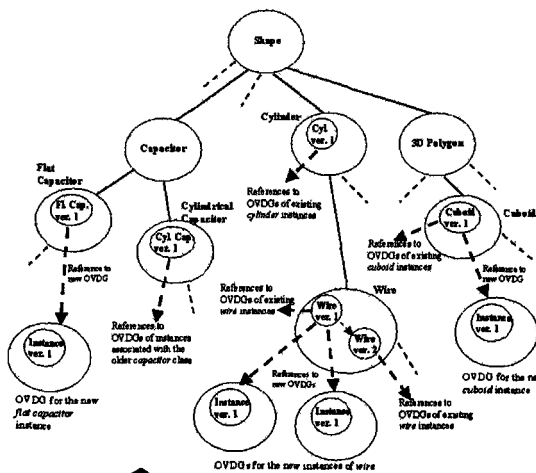 Shape
Cylinder
Cyl
ver. 1
Capacitor
3D Polygon
Flat
Capacitor
Fl. Cap.
ver. 1
Cylindrical
Capacitor
Cyl. Cap.
ver. 1
References to
OVDGs of existing
cylinder instances
Cuboid
ver. 1
Cuboid
References to
OVDGs of existing
cuboid instances
Reference to
new OVDG
Reference to
new OVDG
References to
OVDGs of existing
wire instances
Wire
Wire
ver. 1
Wire
ver. 2
References to
OVDGs of instances
associated with the
older capacitor class
Instance
ver. 1
Instance
ver. 1
OVDG for the new
flat capacitor
instance
References
to new OVDGs
References to
OVDGs of existing
wire instances
OVDG for the ne
cuboid instance
Instance
ver. 1
Instance
ver. 1
OVDGs for the new instances of wire